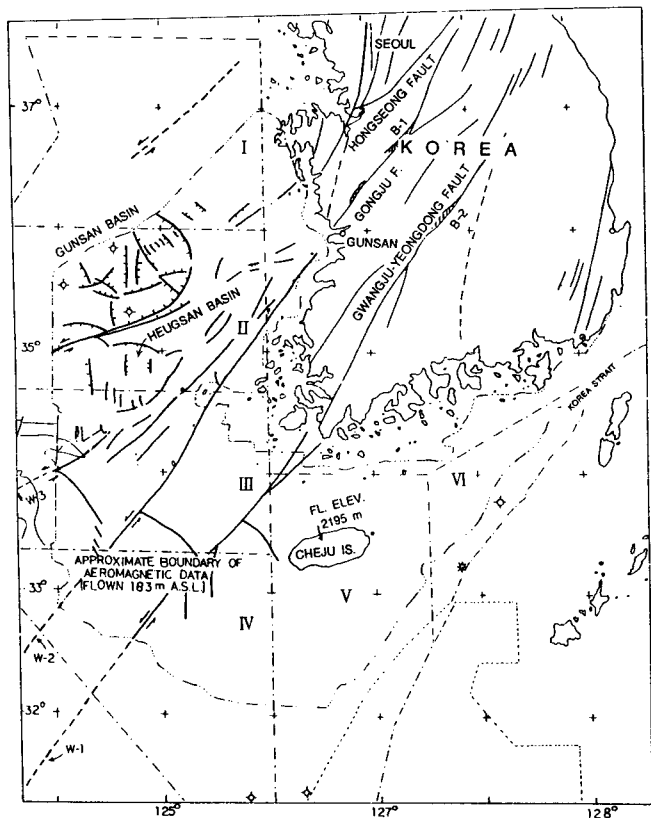 SEOUL
37°
HONGSEONG FAULT
I
B-1
KOREA
GONGJU F.
GWANGJU-YEONGDONG FAULT
B-2
GUNSAN BASIN
GUNSAN
HEUGSAN BASIN
II
35°
KOREA STRAIT
W-3
III
VI
FL. ELEV.
2195 m
CHEJU IS.
APPROXIMATE BOUNDARY OF
AEROMAGNETIC DATA
[FLOWN 183 m A.S.L.]
33°
V
IV
W-2
32°
W-1
125°
127°
128°